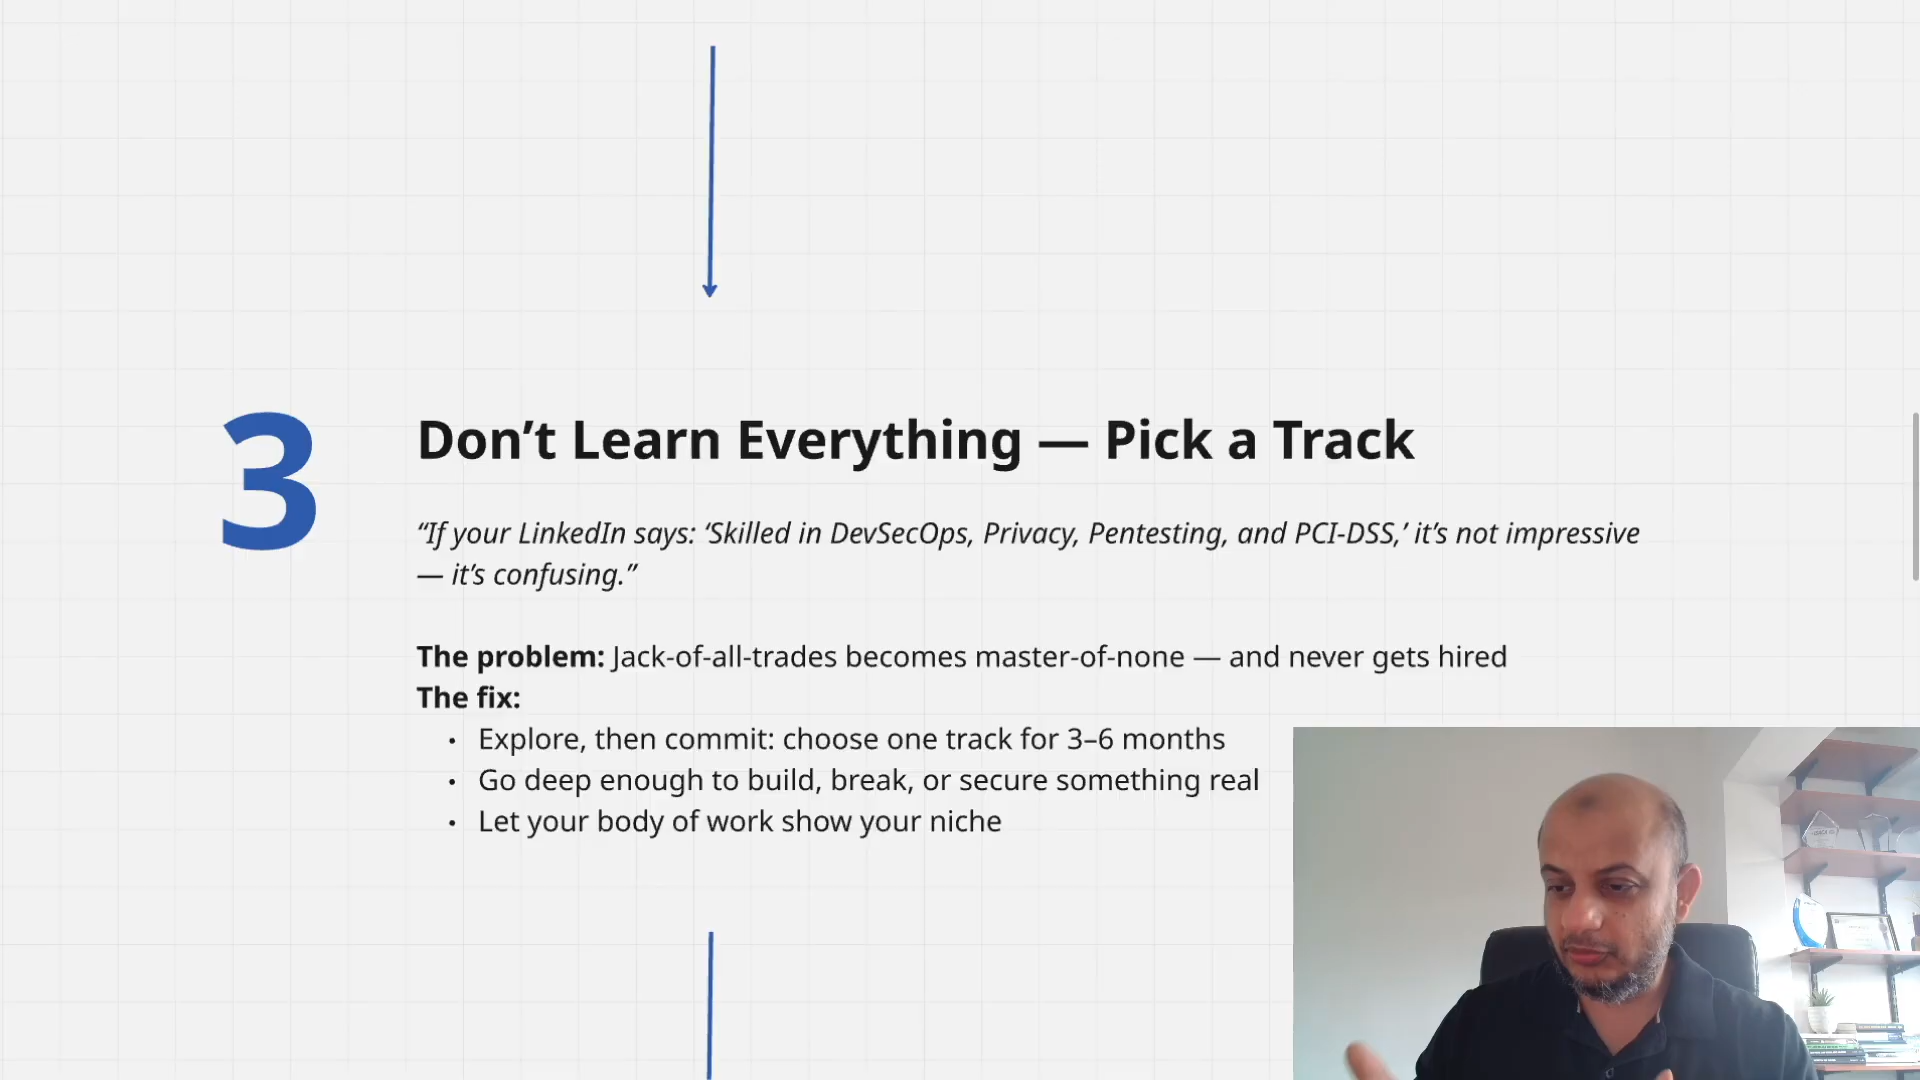 3
Don’t Learn Everything — Pick a Track
“If your LinkedIn says: ‘Skilled in DevSecOps, Privacy, Pentesting, and PCI-DSS,’ it’s not impressive
— it’s confusing.”
The problem: Jack-of-all-trades becomes master-of-none — and never gets hired
The fix:
• Explore, then commit: choose one track for 3–6 months
• Go deep enough to build, break, or secure something real
• Let your body of work show your niche